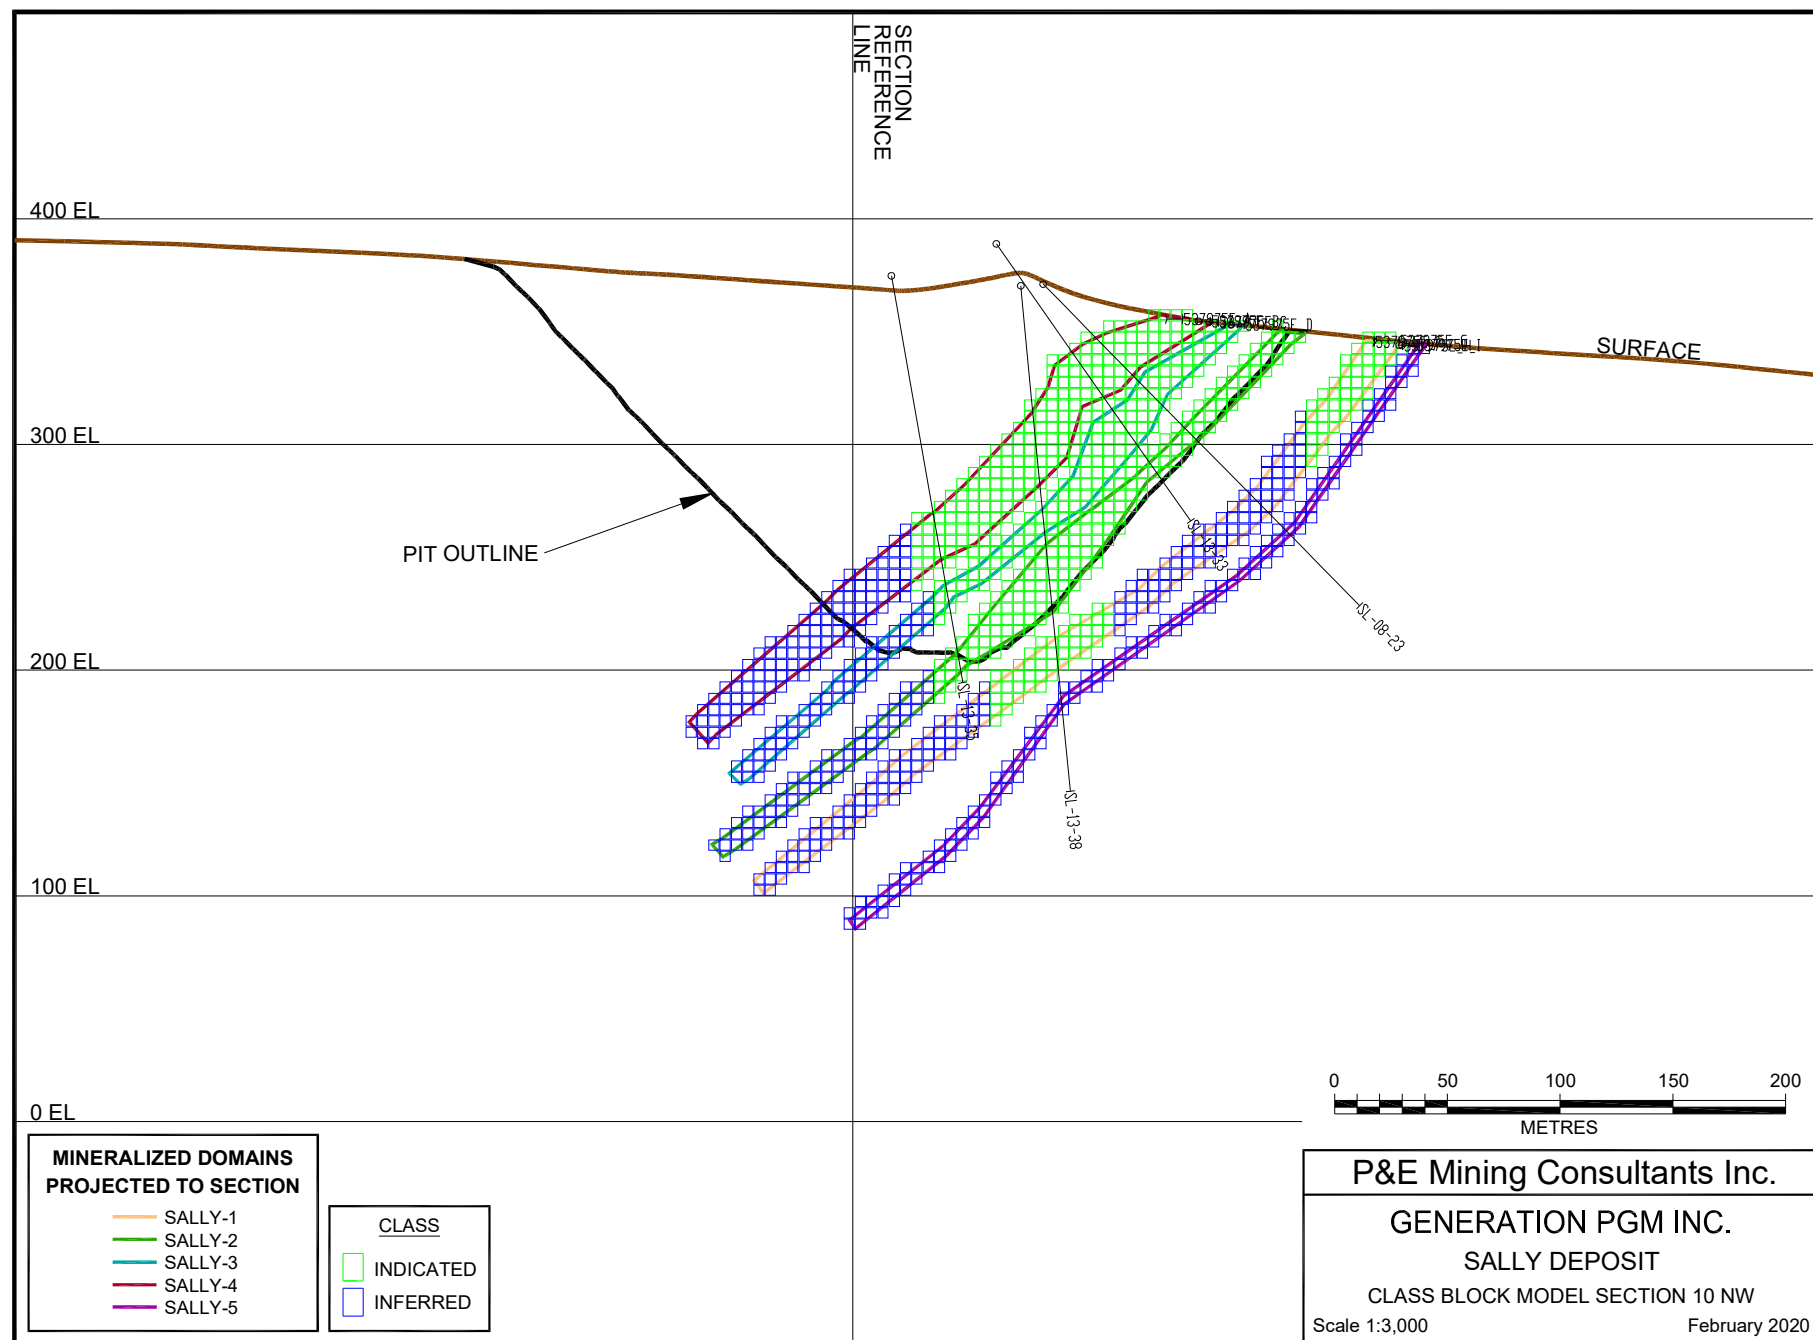 SECTION
REFERENCE
LINE
400 EL
SURFACE
300 EL
PIT OUTLINE
SL-13-33
SL-08-23
200 EL
SL-13-35
SL-13-38
100 EL
0 EL
0 50 100 150 200
METRES
MINERALIZED DOMAINS
PROJECTED TO SECTION
SALLY-1
SALLY-2
SALLY-3
SALLY-4
SALLY-5
CLASS
INDICATED
INFERRED
P&E Mining Consultants Inc.
GENERATION PGM INC.
SALLY DEPOSIT
CLASS BLOCK MODEL SECTION 10 NW
Scale 1:3,000 February 2020